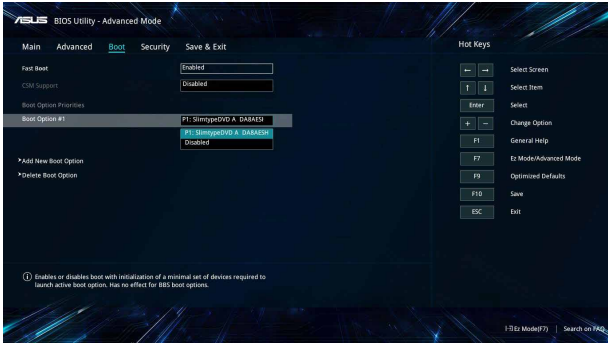 ASUS BIOS Utility - Advanced Mode
Main Advanced Boot Security Save & Exit
Hot Keys
Fast Boot Enabled
CSM Support Disabled
Boot Option Priorities
Boot Option #1 P1: SlimtypeDVD A DA8AESI
P1: SlimtypeDVD A DA8AESH
Disabled
Add New Boot Option
Delete Boot Option
← → Select Screen
↑ ↓ Select Item
Enter Select
+ − Change Option
F1 General Help
F7 Ez Mode/Advanced Mode
F9 Optimized Defaults
F10 Save
ESC Exit
Enables or disables boot with initialization of a minimal set of devices required to
launch active boot option. Has no effect for BBS boot options.
Ez Mode(F7) | Search on FAQ